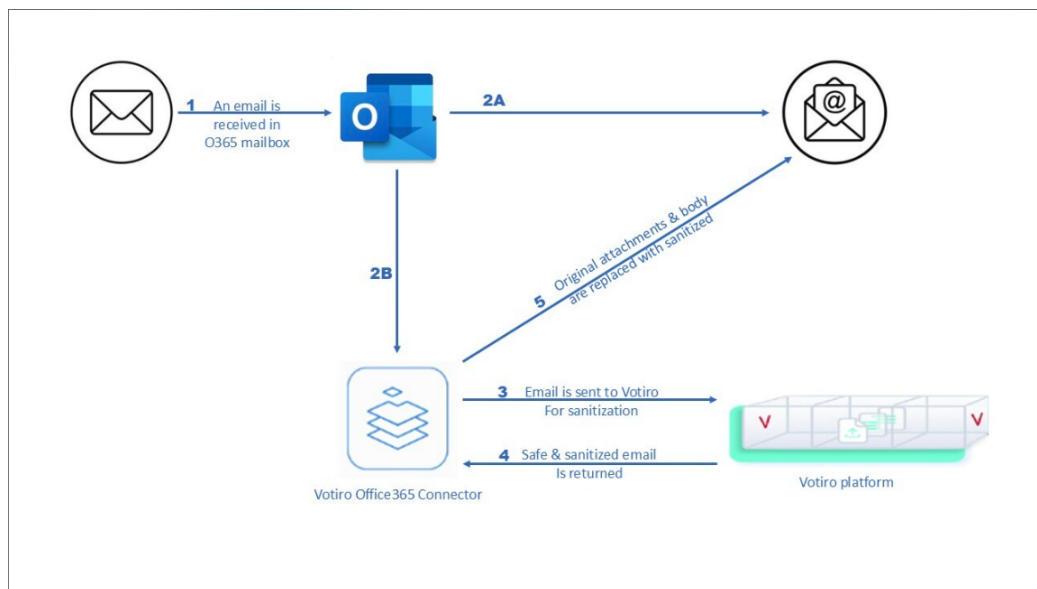 1 An email is
received in
O365 mailbox
2A
O
2B
5 Original attachments & body
are replaced with sanitized
3 Email is sent to Votiro
For sanitization
4 Safe & sanitized email
Is returned
V
V
Votiro Office365 Connector
Votiro platform
@